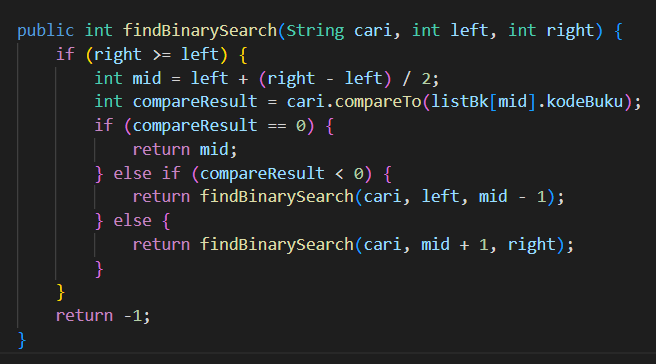 public int findBinarySearch(String cari, int left, int right) {
    if (right >= left) {
        int mid = left + (right - left) / 2;
        int compareResult = cari.compareTo(listBk[mid].kodeBuku);
        if (compareResult == 0) {
            return mid;
        } else if (compareResult < 0) {
            return findBinarySearch(cari, left, mid - 1);
        } else {
            return findBinarySearch(cari, mid + 1, right);
        }
    }
    return -1;
}